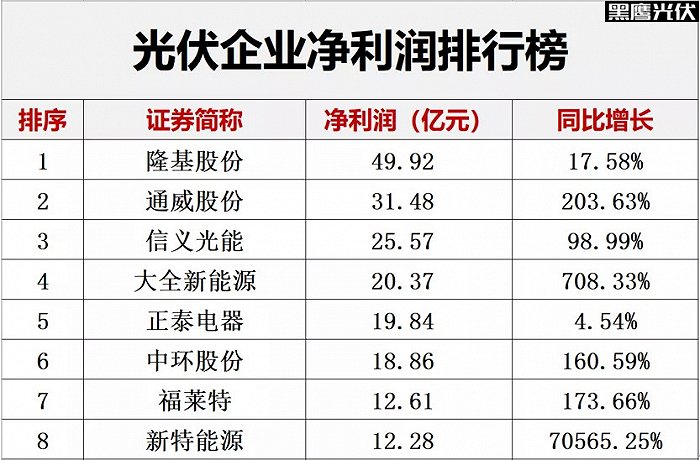 黑鹰光伏
光伏企业净利润排行榜
排序 证券简称 净利润（亿元） 同比增长
1 隆基股份 49.92 17.58%
2 通威股份 31.48 203.63%
3 信义光能 25.57 98.99%
4 大全新能源 20.37 708.33%
5 正泰电器 19.84 4.54%
6 中环股份 18.86 160.59%
7 福莱特 12.61 173.66%
8 新特能源 12.28 70565.25%